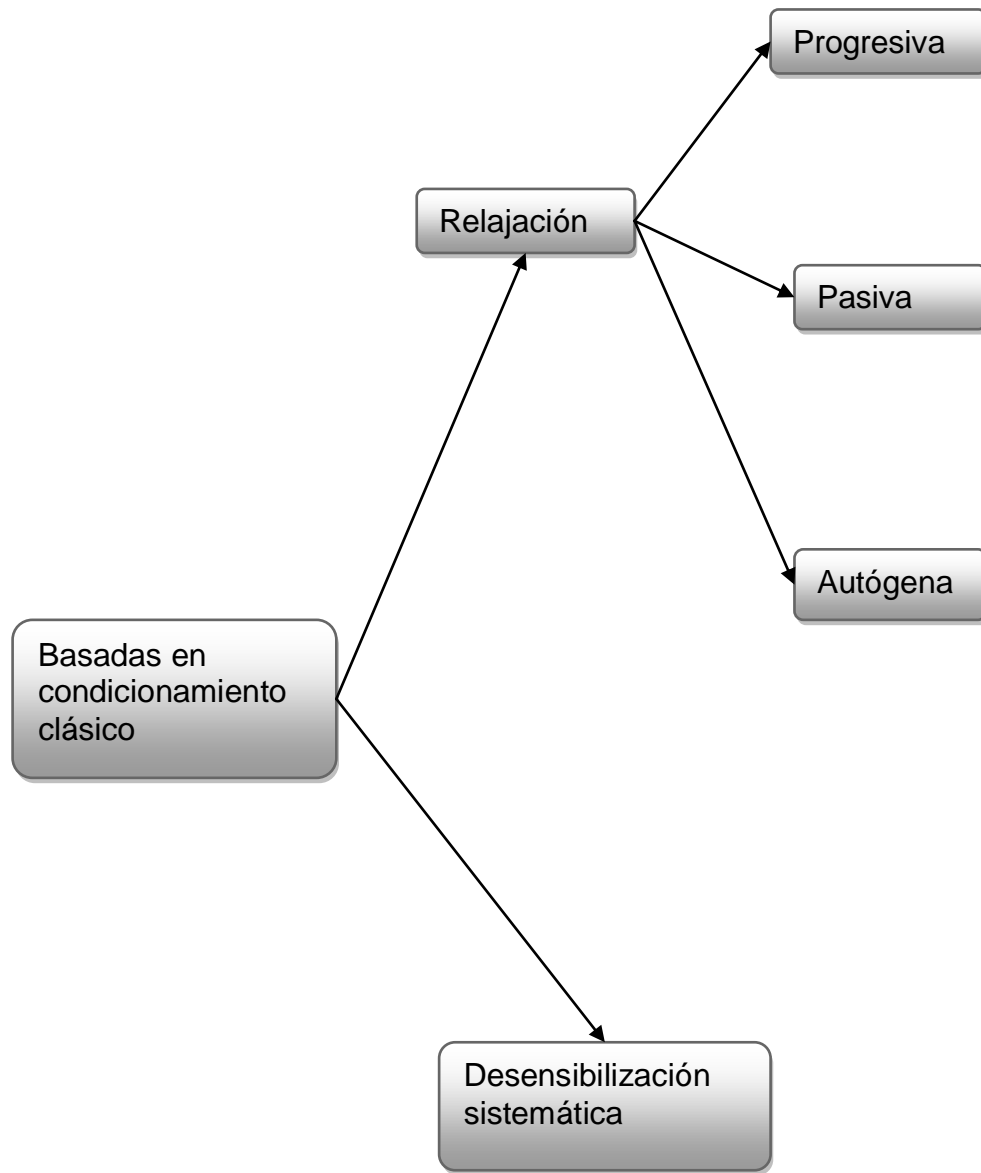 Progresiva
Relajación
Pasiva
Autógena
Basadas en
condicionamiento
clásico
Desensibilización
sistemática